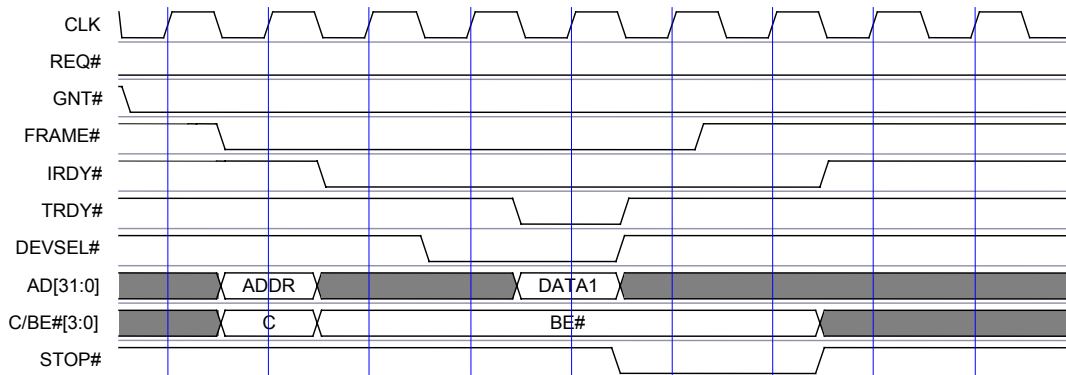 CLK
REQ#
GNT#
FRAME#
IRDY#
TRDY#
DEVSEL#
AD[31:0] ADDR DATA1
C/BE#[3:0] C BE#
STOP#